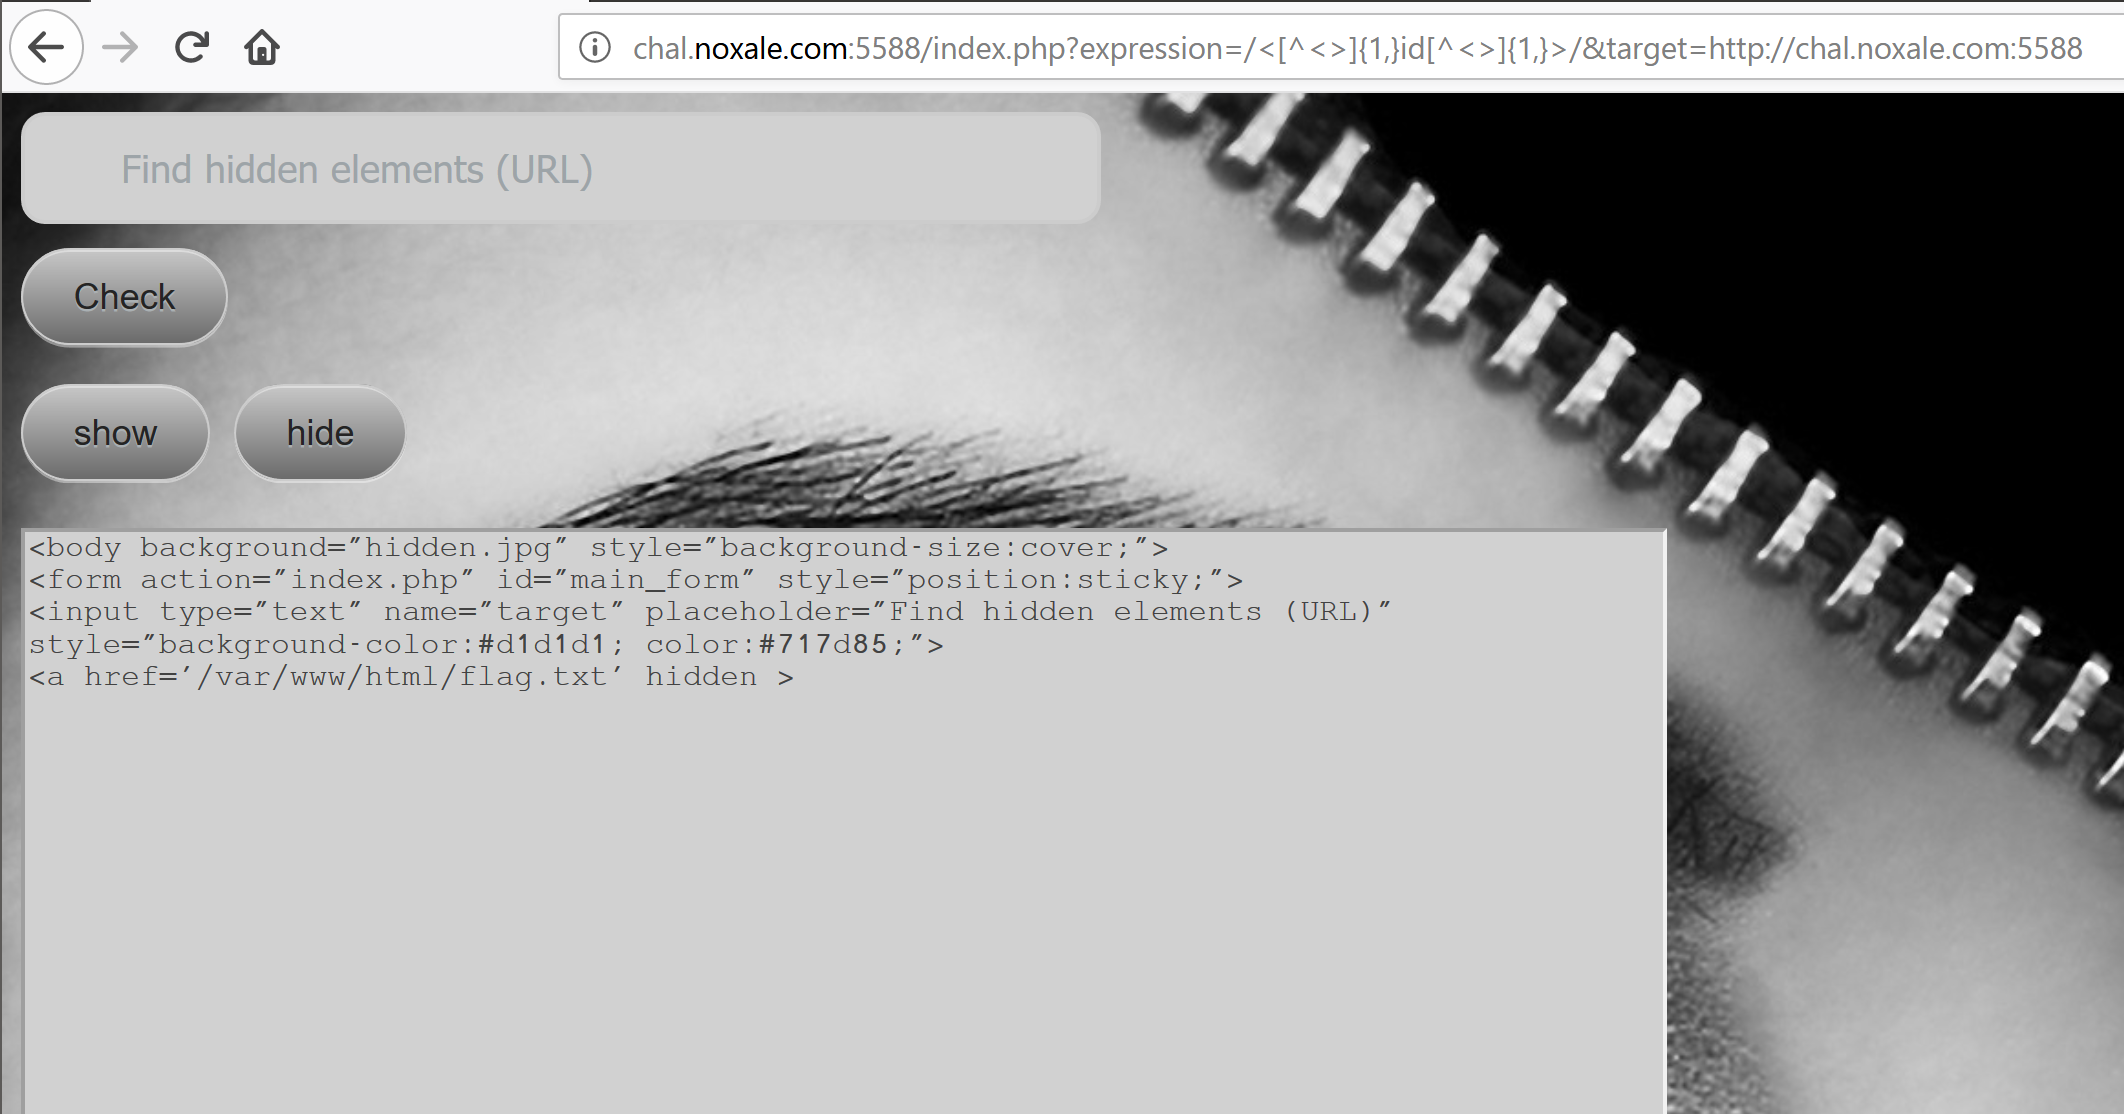 chal.noxale.com:5588/index.php?expression=/<[^<>]{1,}id[^<>]{1,}>/&target=http://chal.noxale.com:5588
Find hidden elements (URL)
Check
show hide
<body background="hidden.jpg" style="background-size:cover;">
<form action="index.php" id="main_form" style="position:sticky;">
<input type="text" name="target" placeholder="Find hidden elements (URL)"
style="background-color:#d1d1d1; color:#717d85;">
<a href='/var/www/html/flag.txt' hidden >